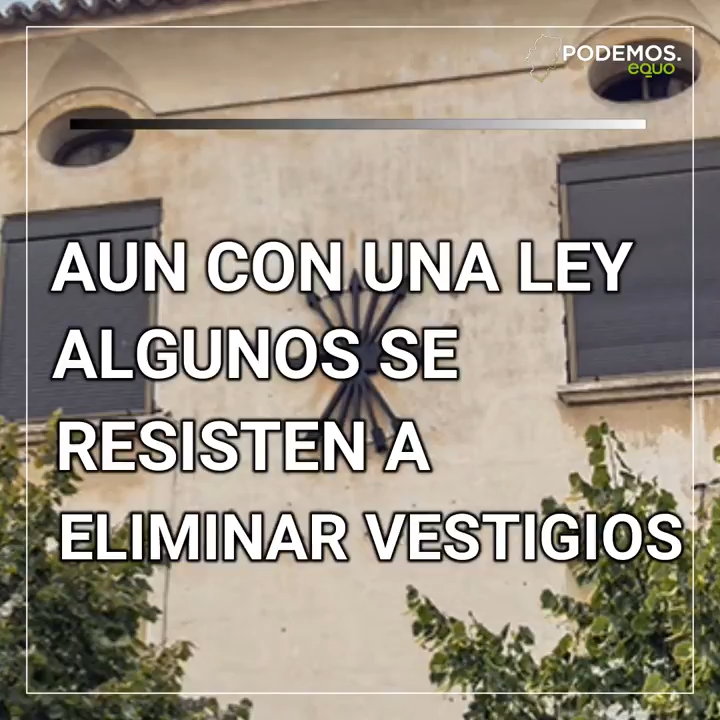 PODEMOS.
equo
AUN CON UNA LEY
ALGUNOS SE
RESISTEN A
ELIMINAR VESTIGIOS